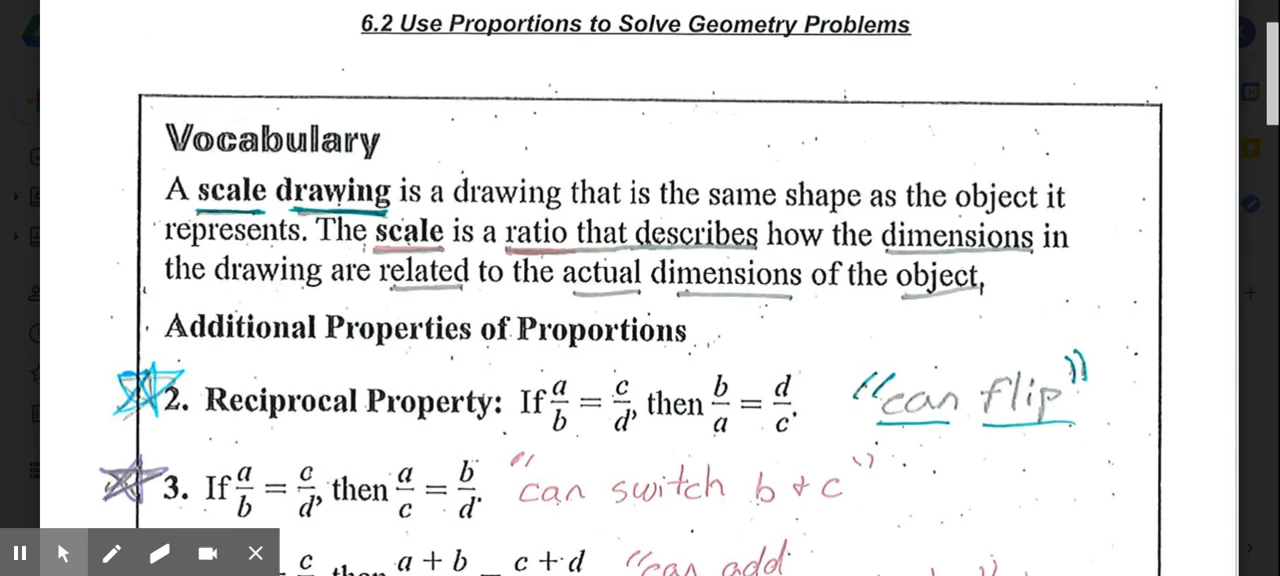 6.2 Use Proportions to Solve Geometry Problems
Vocabulary
A scale drawing is a drawing that is the same shape as the object it
represents. The scale is a ratio that describes how the dimensions in
the drawing are related to the actual dimensions of the object,
Additional Properties of Proportions
2. Reciprocal Property: If a/b = c/d, then b/a = d/c. "can flip"
3. If a/b = c/d, then a/c = b/d. "can switch b + c"
c then a + b c + d "can add